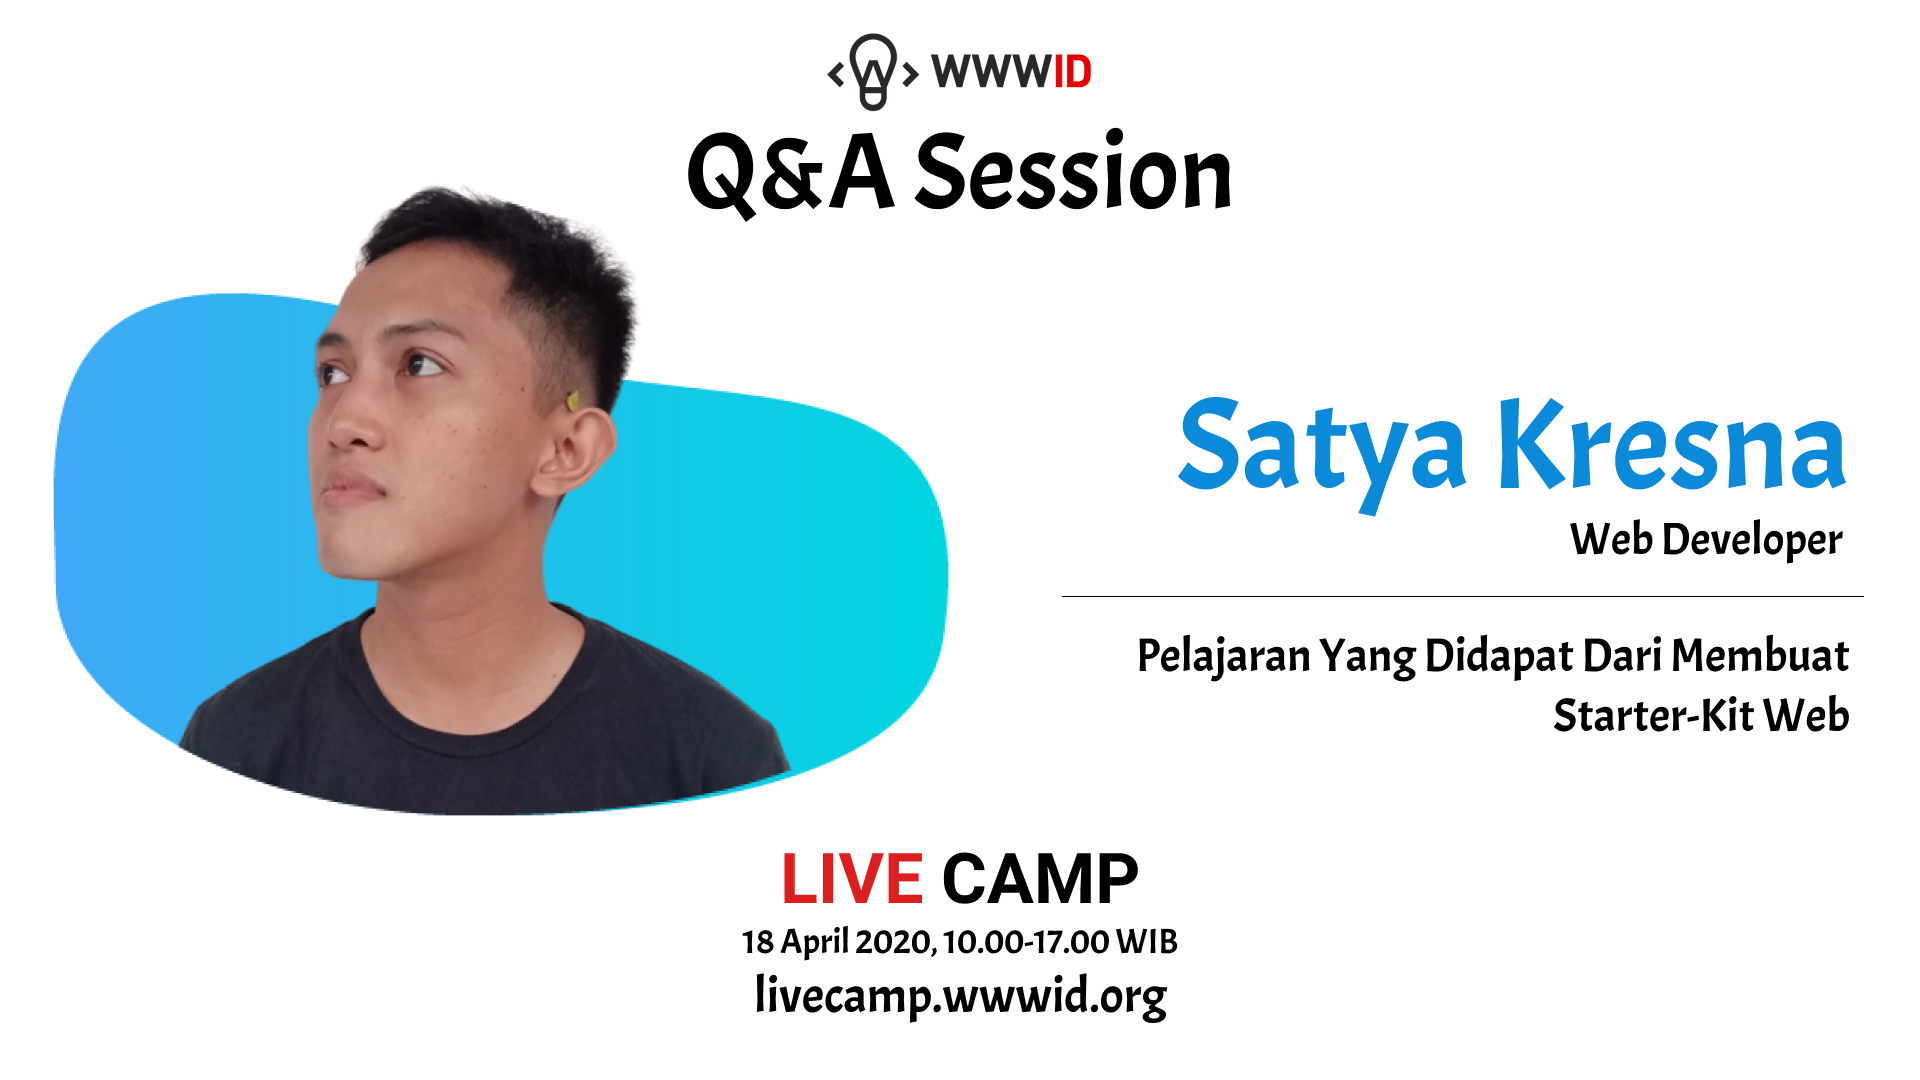 WWWID
Q&A Session
Satya Kresna
Web Developer
Pelajaran Yang Didapat Dari Membuat
Starter-Kit Web
LIVE CAMP
18 April 2020, 10.00-17.00 WIB
livecamp.wwwid.org